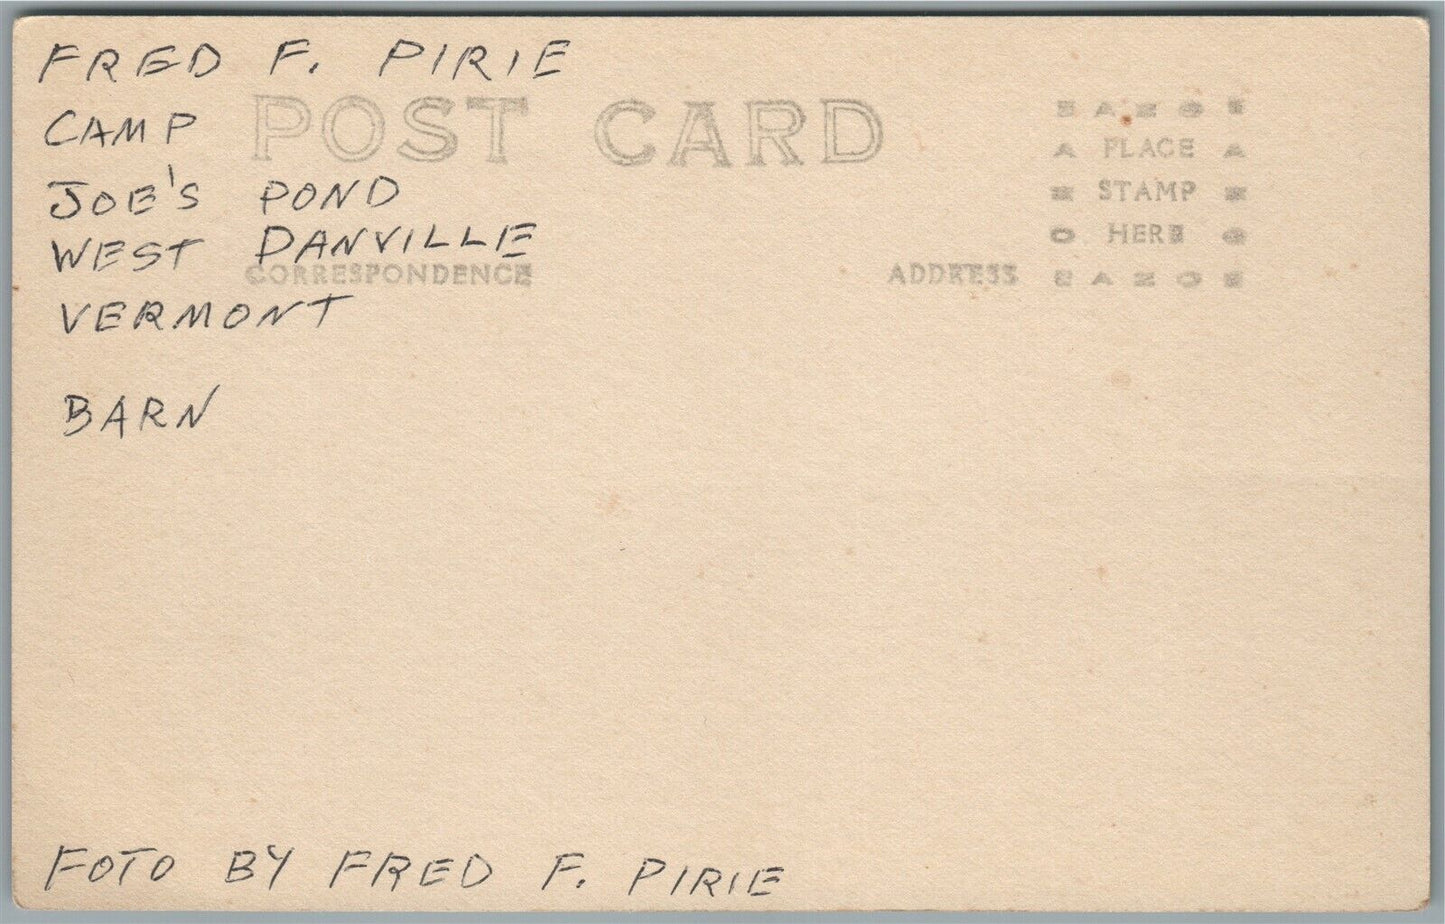 FRED F. PIRIE
CAMP
JOE'S POND
WEST DANVILLE
VERMONT
BARN
POST CARD
CORRESPONDENCE
ADDRESS
PLACE
STAMP
HERE
FOTO BY FRED F. PIRIE